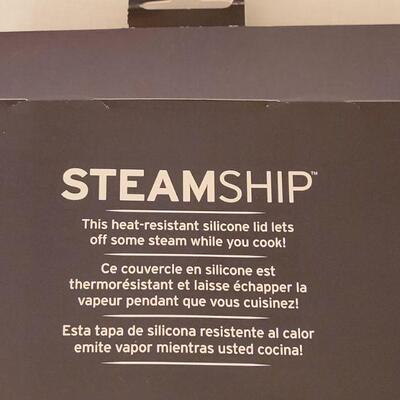 STEAMSHIP™
This heat-resistant silicone lid lets
off some steam while you cook!
Ce couvercle en silicone est
thermorésistant et laisse échapper la
vapeur pendant que vous cuisinez!
Esta tapa de silicona resistente al calor
emite vapor mientras usted cocina!